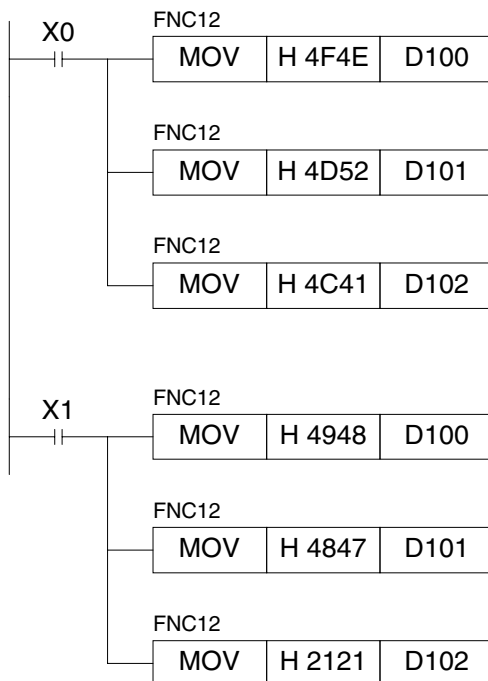 FNC12
X0
MOV H 4F4E D100
FNC12
MOV H 4D52 D101
FNC12
MOV H 4C41 D102
FNC12
X1
MOV H 4948 D100
FNC12
MOV H 4847 D101
FNC12
MOV H 2121 D102